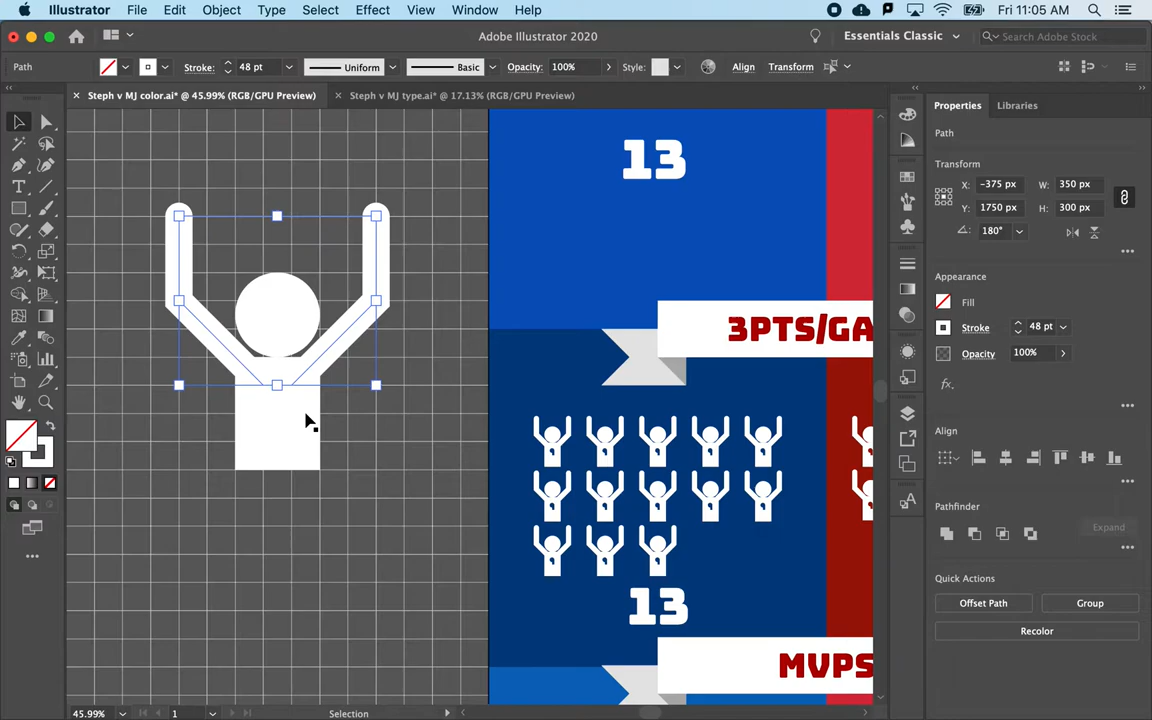 Illustrator File Edit Object Type Select Effect View Window Help Fri 11:05 AM
Adobe Illustrator 2020 Essentials Classic Search Adobe Stock
Path Stroke: 48 pt Uniform Basic Opacity: 100% Style: Align Transform
× Steph v MJ color.ai* @ 45.99% (RGB/GPU Preview) × Steph v MJ type.ai* @ 17.13% (RGB/GPU Preview)
Properties Libraries
Path
Transform
X: -375 px W: 350 px
Y: 1750 px H: 300 px
180°
Appearance
Fill
Stroke 48 pt
Opacity 100%
fx.
Align
Pathfinder
Expand
Quick Actions
Offset Path Group
Recolor
13
3PTS/GA
13
MVPS
45.99% 1 Selection